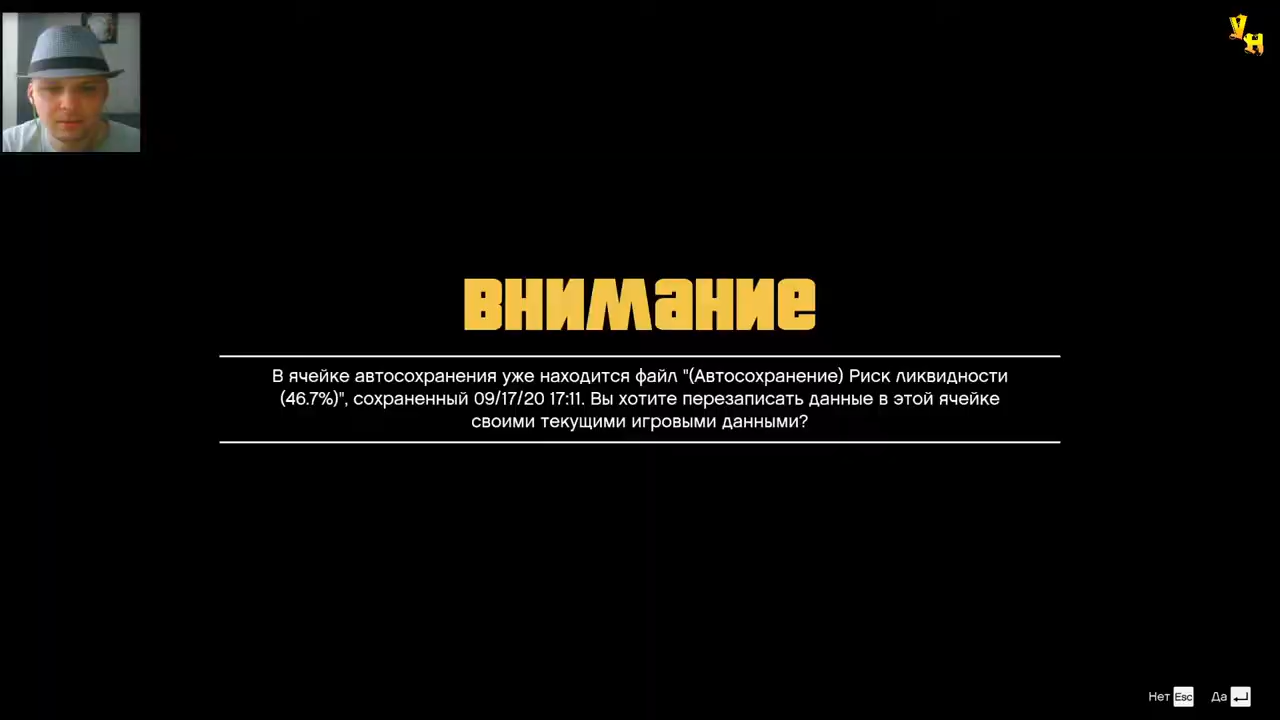 УН
внимание
В ячейке автосохранения уже находится файл "(Автосохранение) Риск ликвидности
(46.7%)", сохраненный 09/17/20 17:11. Вы хотите перезаписать данные в этой ячейке
своими текущими игровыми данными?
Нет Esc Да